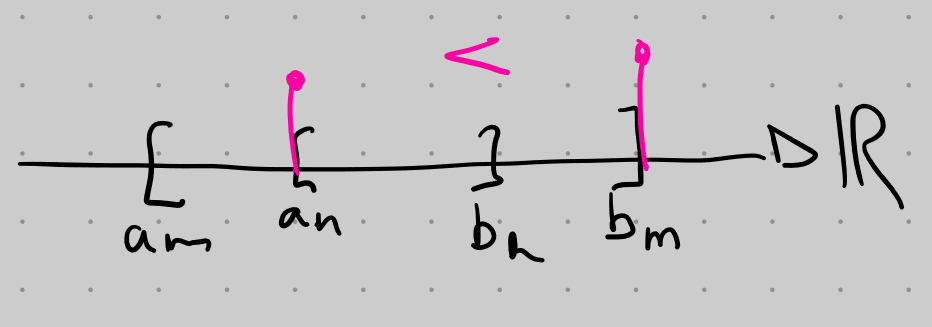 <
ℝ
[ [ ] ]
a_m a_n b_n b_m